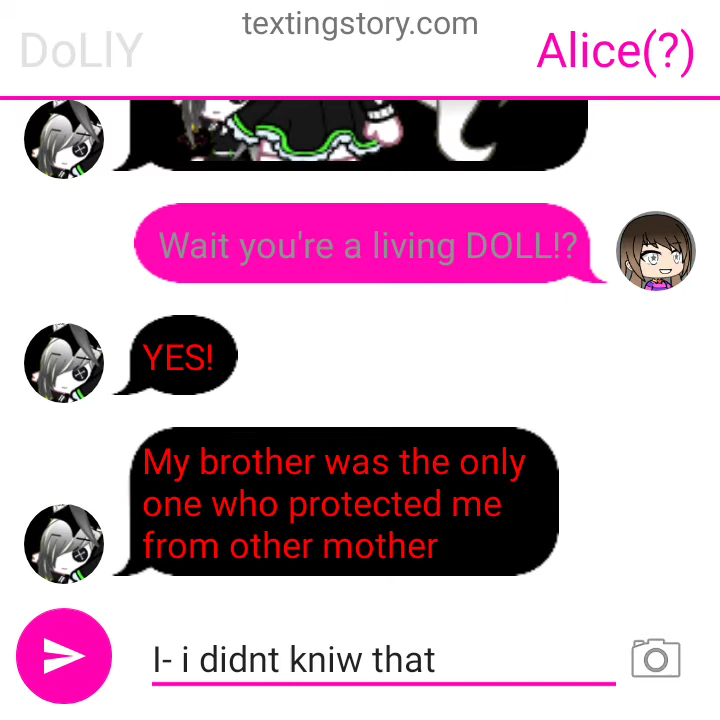 textingstory.com
DoLlY
Alice(?)
Wait you're a living DOLL!?
YES!
My brother was the only
one who protected me
from other mother
I- i didnt kniw that